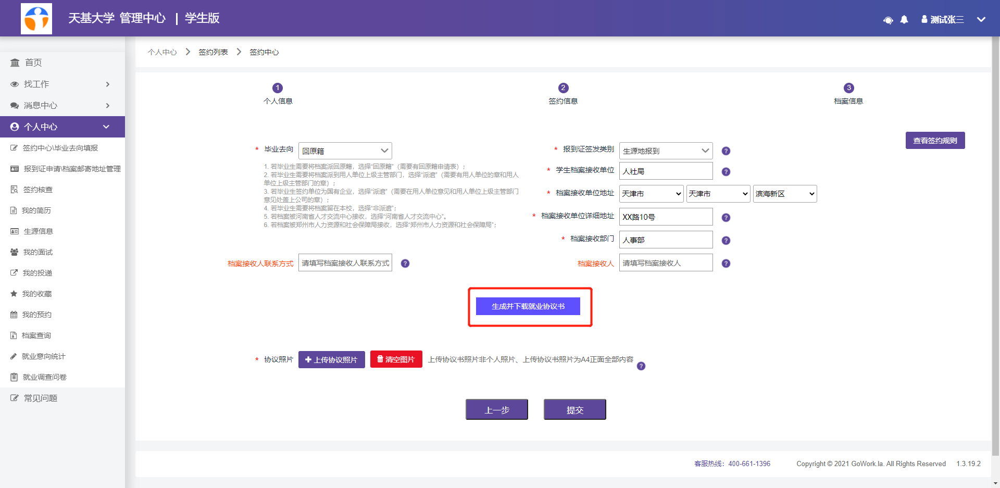 天基大学 管理中心 | 学生版
测试张三
首页
找工作
消息中心
个人中心
签约中心\毕业去向填报
报到证申请\档案邮寄地址管理
签约核查
我的简历
生源信息
我的面试
我的投递
我的收藏
我的预约
档案查询
就业意向统计
就业调查问卷
常见问题
个人中心 > 签约列表 > 签约中心
1
个人信息
2
签约信息
3
档案信息
查看签约规则
* 毕业去向 回原籍
1. 若毕业生需要将档案派回原籍，选择“回原籍”（需要有回原籍申请表）；
2. 若毕业生需要将档案派到用人单位上级主管部门，选择“派遣”（需要有用人单位的章和用人
单位上级主管部门的章）；
3. 若毕业生签约单位为国有企业，选择“派遣”（需要在用人单位意见和用人单位上级主管部门
意见处盖上公司的章）；
4. 若毕业生需要将档案留在本校，选择“非派遣”；
5. 若档案被河南省人才交流中心接收，选择“河南省人才交流中心”。
6. 若档案被郑州市人力资源和社会保障局接收，选择“郑州市人力资源和社会保障局”；
* 报到证签发类别 生源地报到 ?
* 学生档案接收单位 人社局 ?
* 档案接收单位地址 天津市 天津市 滨海新区
* 档案接收单位详细地址 XX路10号 ?
* 档案接收部门 人事部 ?
档案接收人联系方式 请填写档案接收人联系方式 ?
档案接收人 请填写档案接收人 ?
生成并下载就业协议书
* 协议照片 上传协议照片 清空图片 上传协议书照片非个人照片、上传协议书照片为A4正面全部内容 ?
上一步 提交
客服热线：400-661-1396 Copyright © 2021 GoWork.la. All Rights Reserved 1.3.19.2